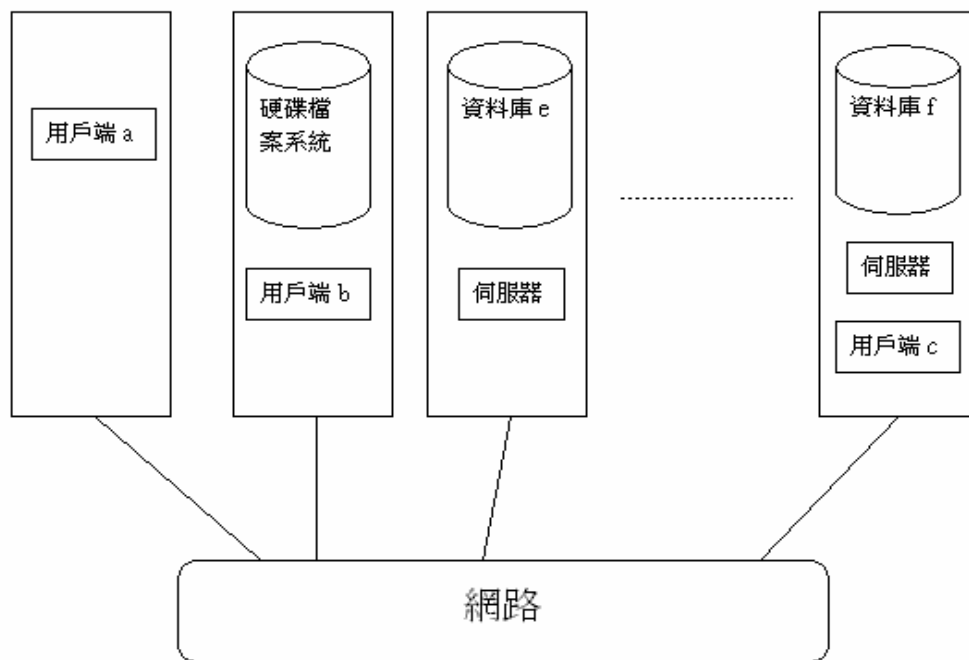 用戶端 a
硬碟檔
案系統
用戶端 b
資料庫 e
伺服器
資料庫 f
伺服器
用戶端 c
網路